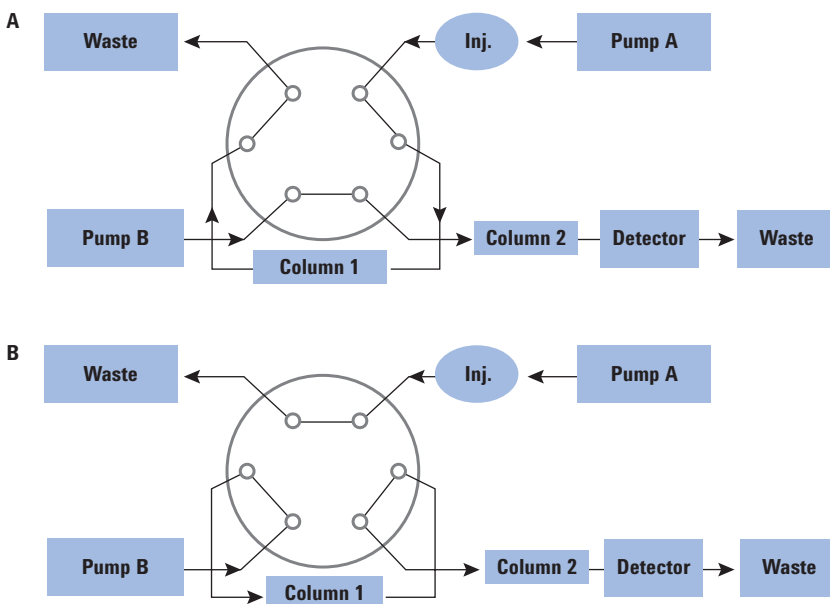 A
Waste
Inj.
Pump A
Pump B
Column 1
Column 2
Detector
Waste
B
Waste
Inj.
Pump A
Pump B
Column 1
Column 2
Detector
Waste